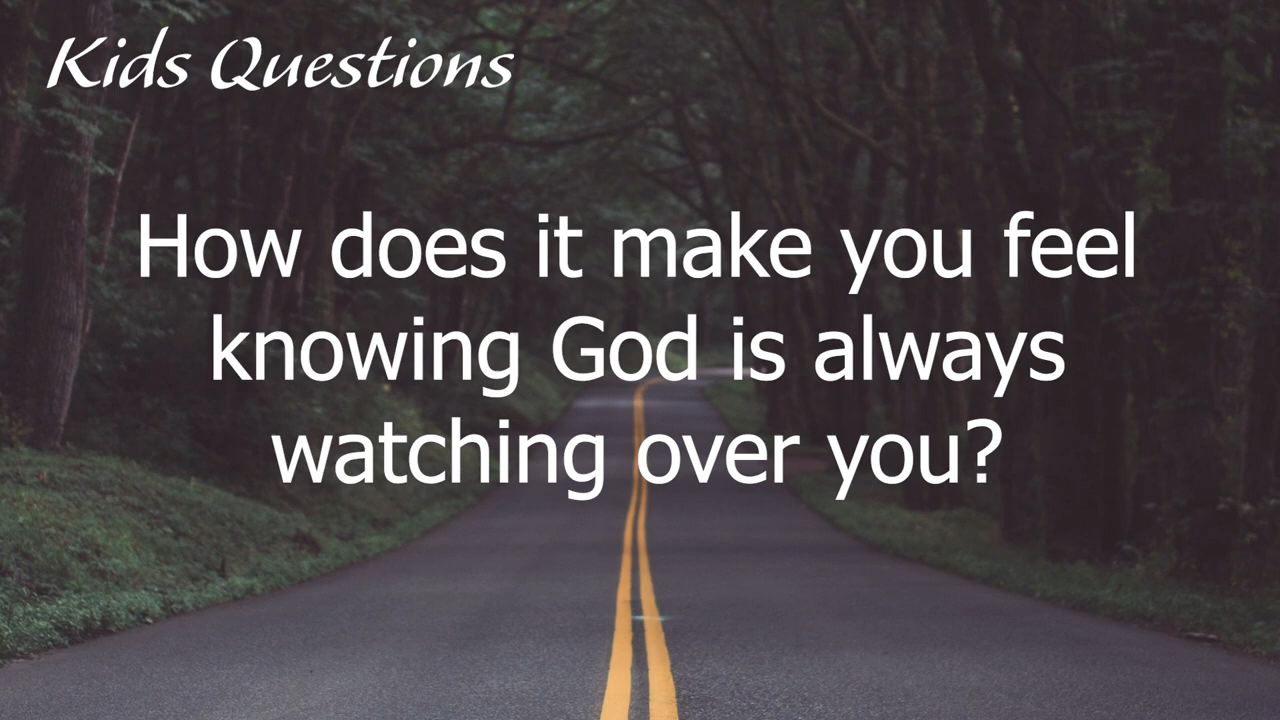 Kids Questions
How does it make you feel
knowing God is always
watching over you?